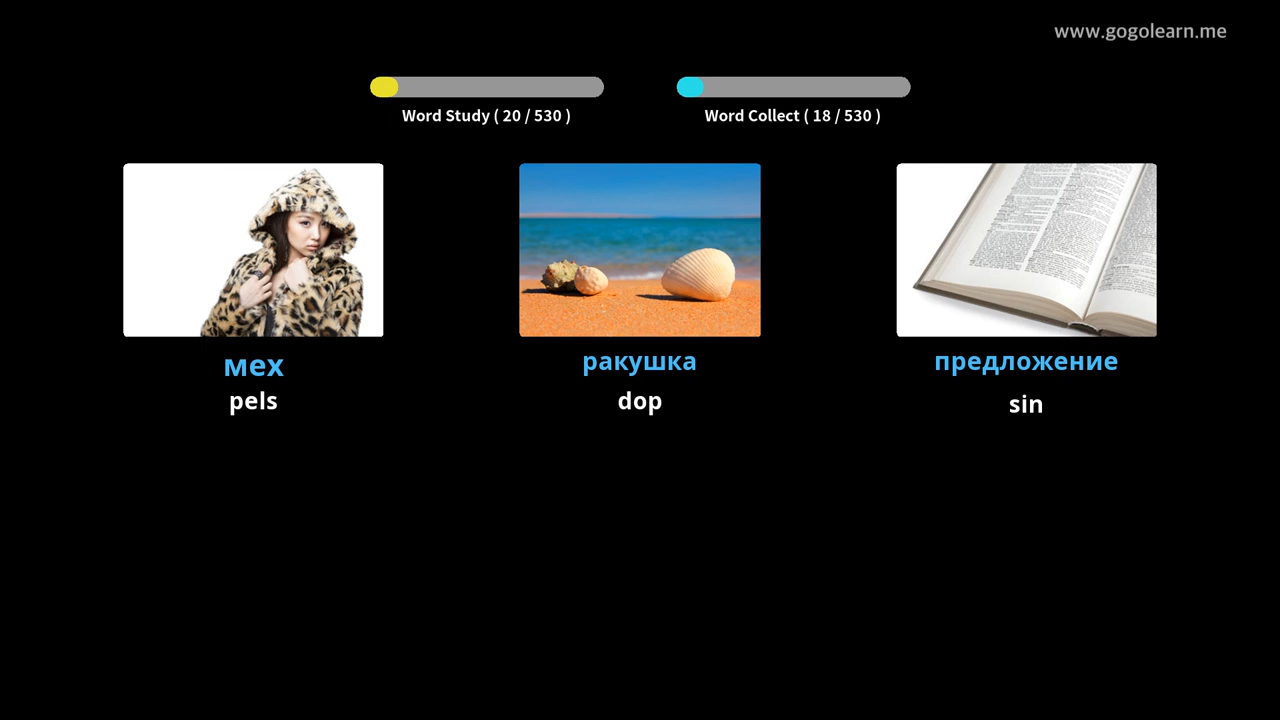 www.gogolearn.me
Word Study ( 20 / 530 )
Word Collect ( 18 / 530 )
мех
pels
ракушка
dop
предложение
sin